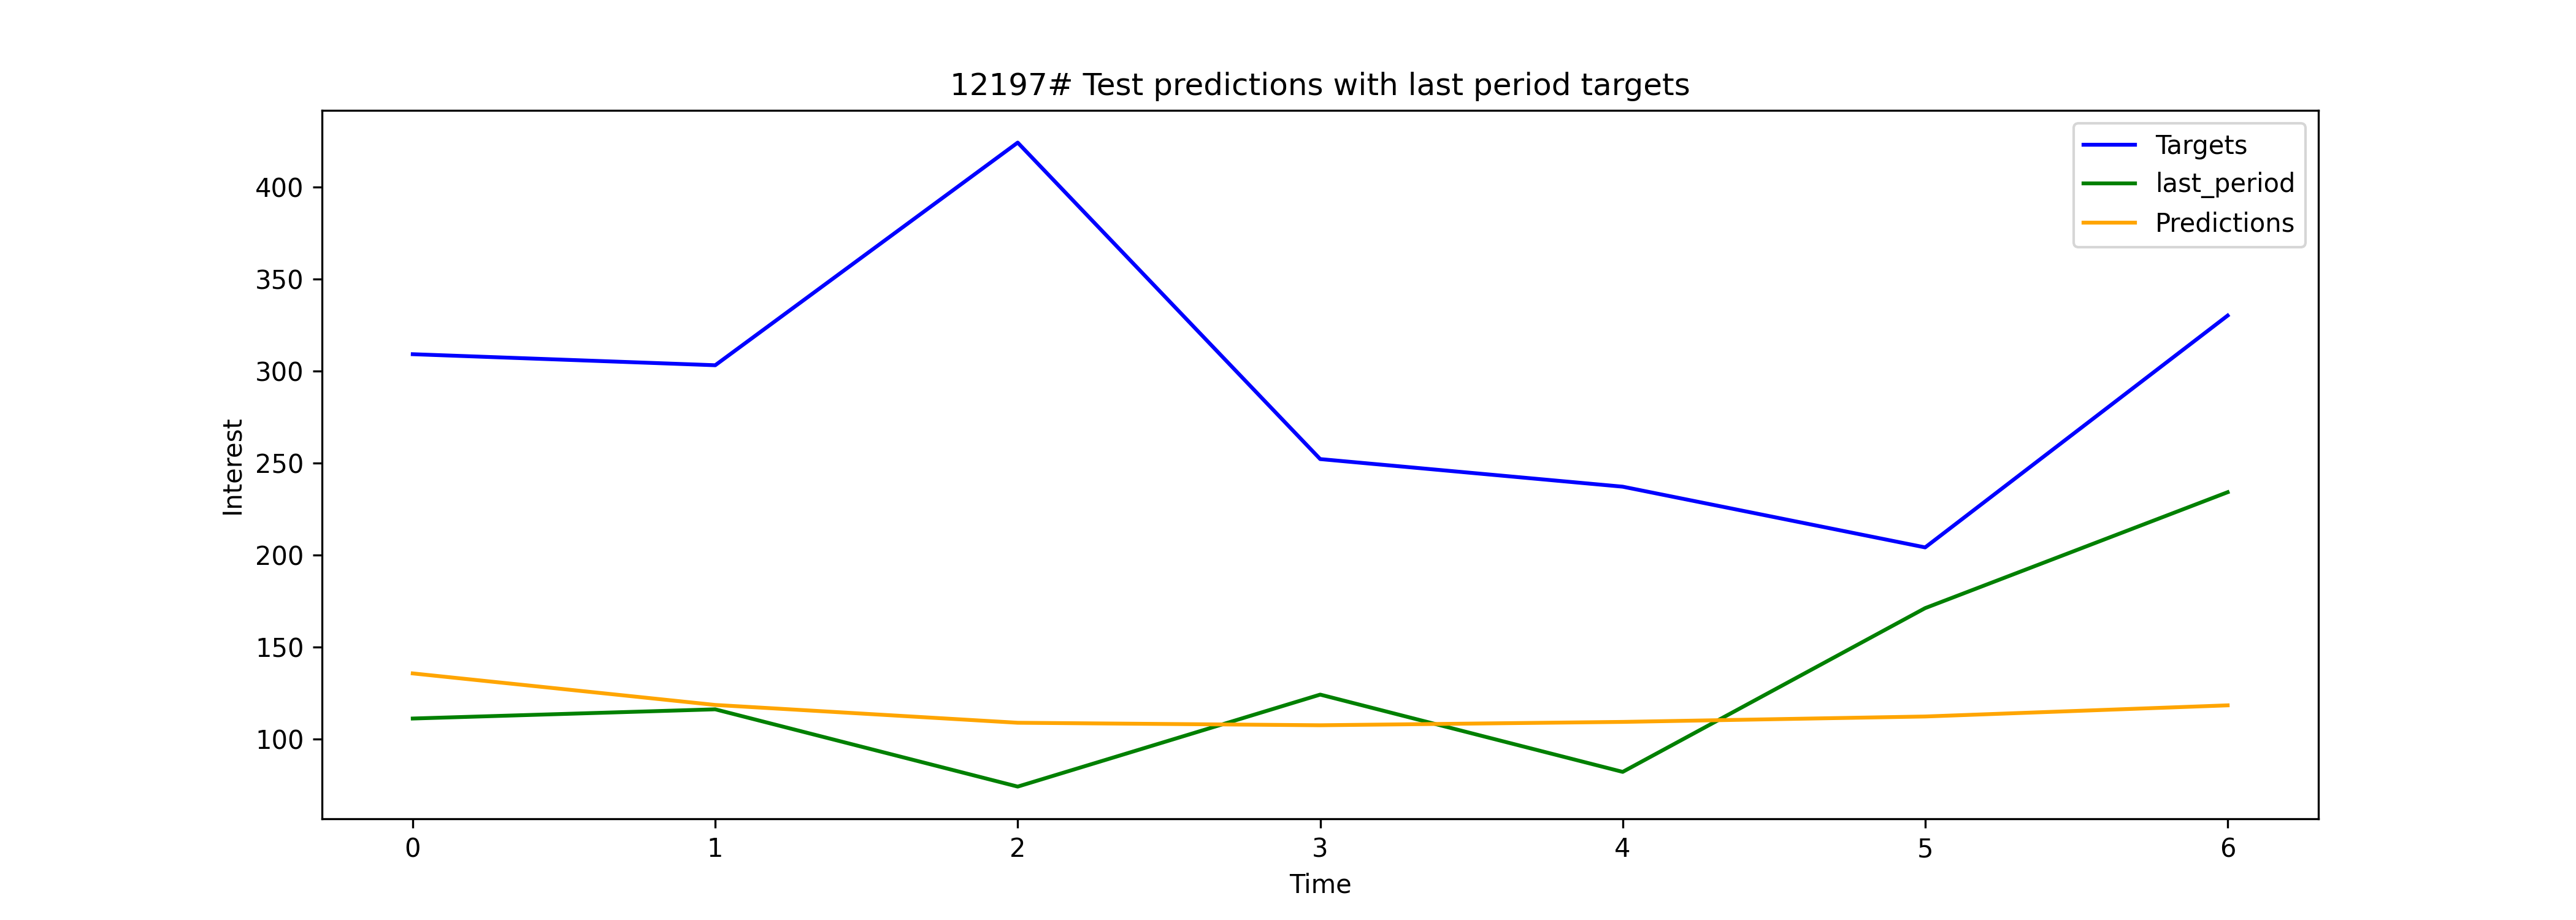 12197# Test predictions with last period targets
Targets
last_period
Predictions
400
350
300
250
200
150
100
Interest
0 1 2 3 4 5 6
Time